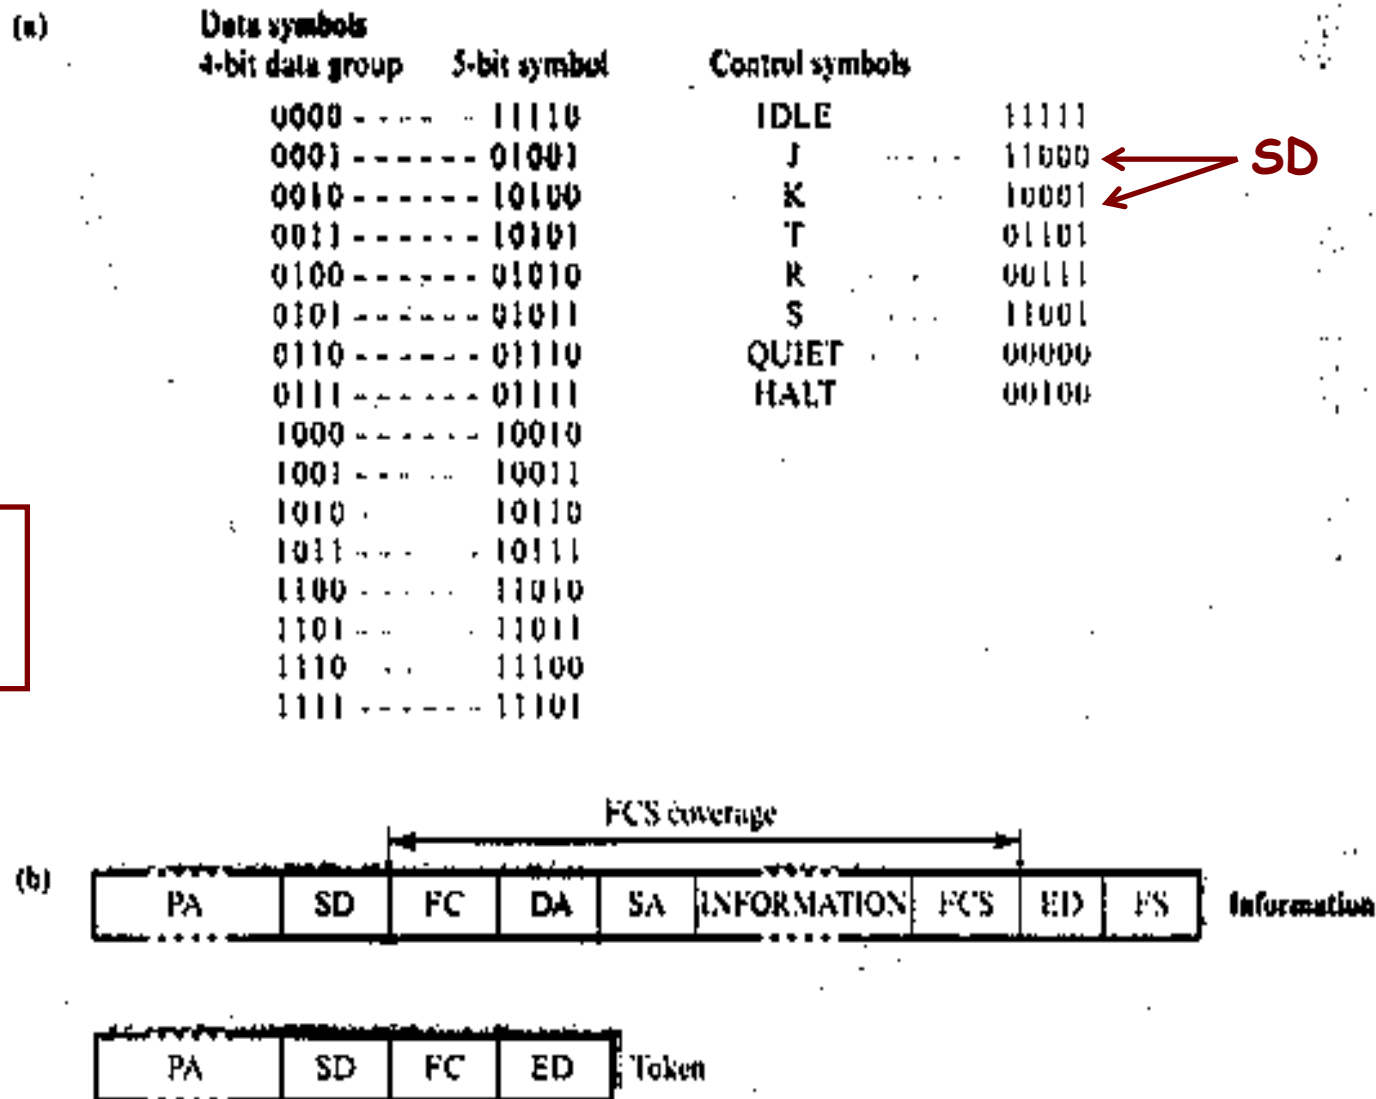 (a) Data symbols
4-bit data group 5-bit symbol Control symbols
0000 11110 IDLE 11111
0001 01001 J 11000 SD
0010 10100 K 10001
0011 10101 T 01101
0100 01010 R 00111
0101 01011 S 11001
0110 01110 QUIET 00000
0111 01111 HALT 00100
1000 10010
1001 10011
1010 10110
1011 10111
1100 11010
1101 11011
1110 11100
1111 11101
FCS coverage
(b) PA SD FC DA SA INFORMATION FCS ED FS Information
PA SD FC ED Token